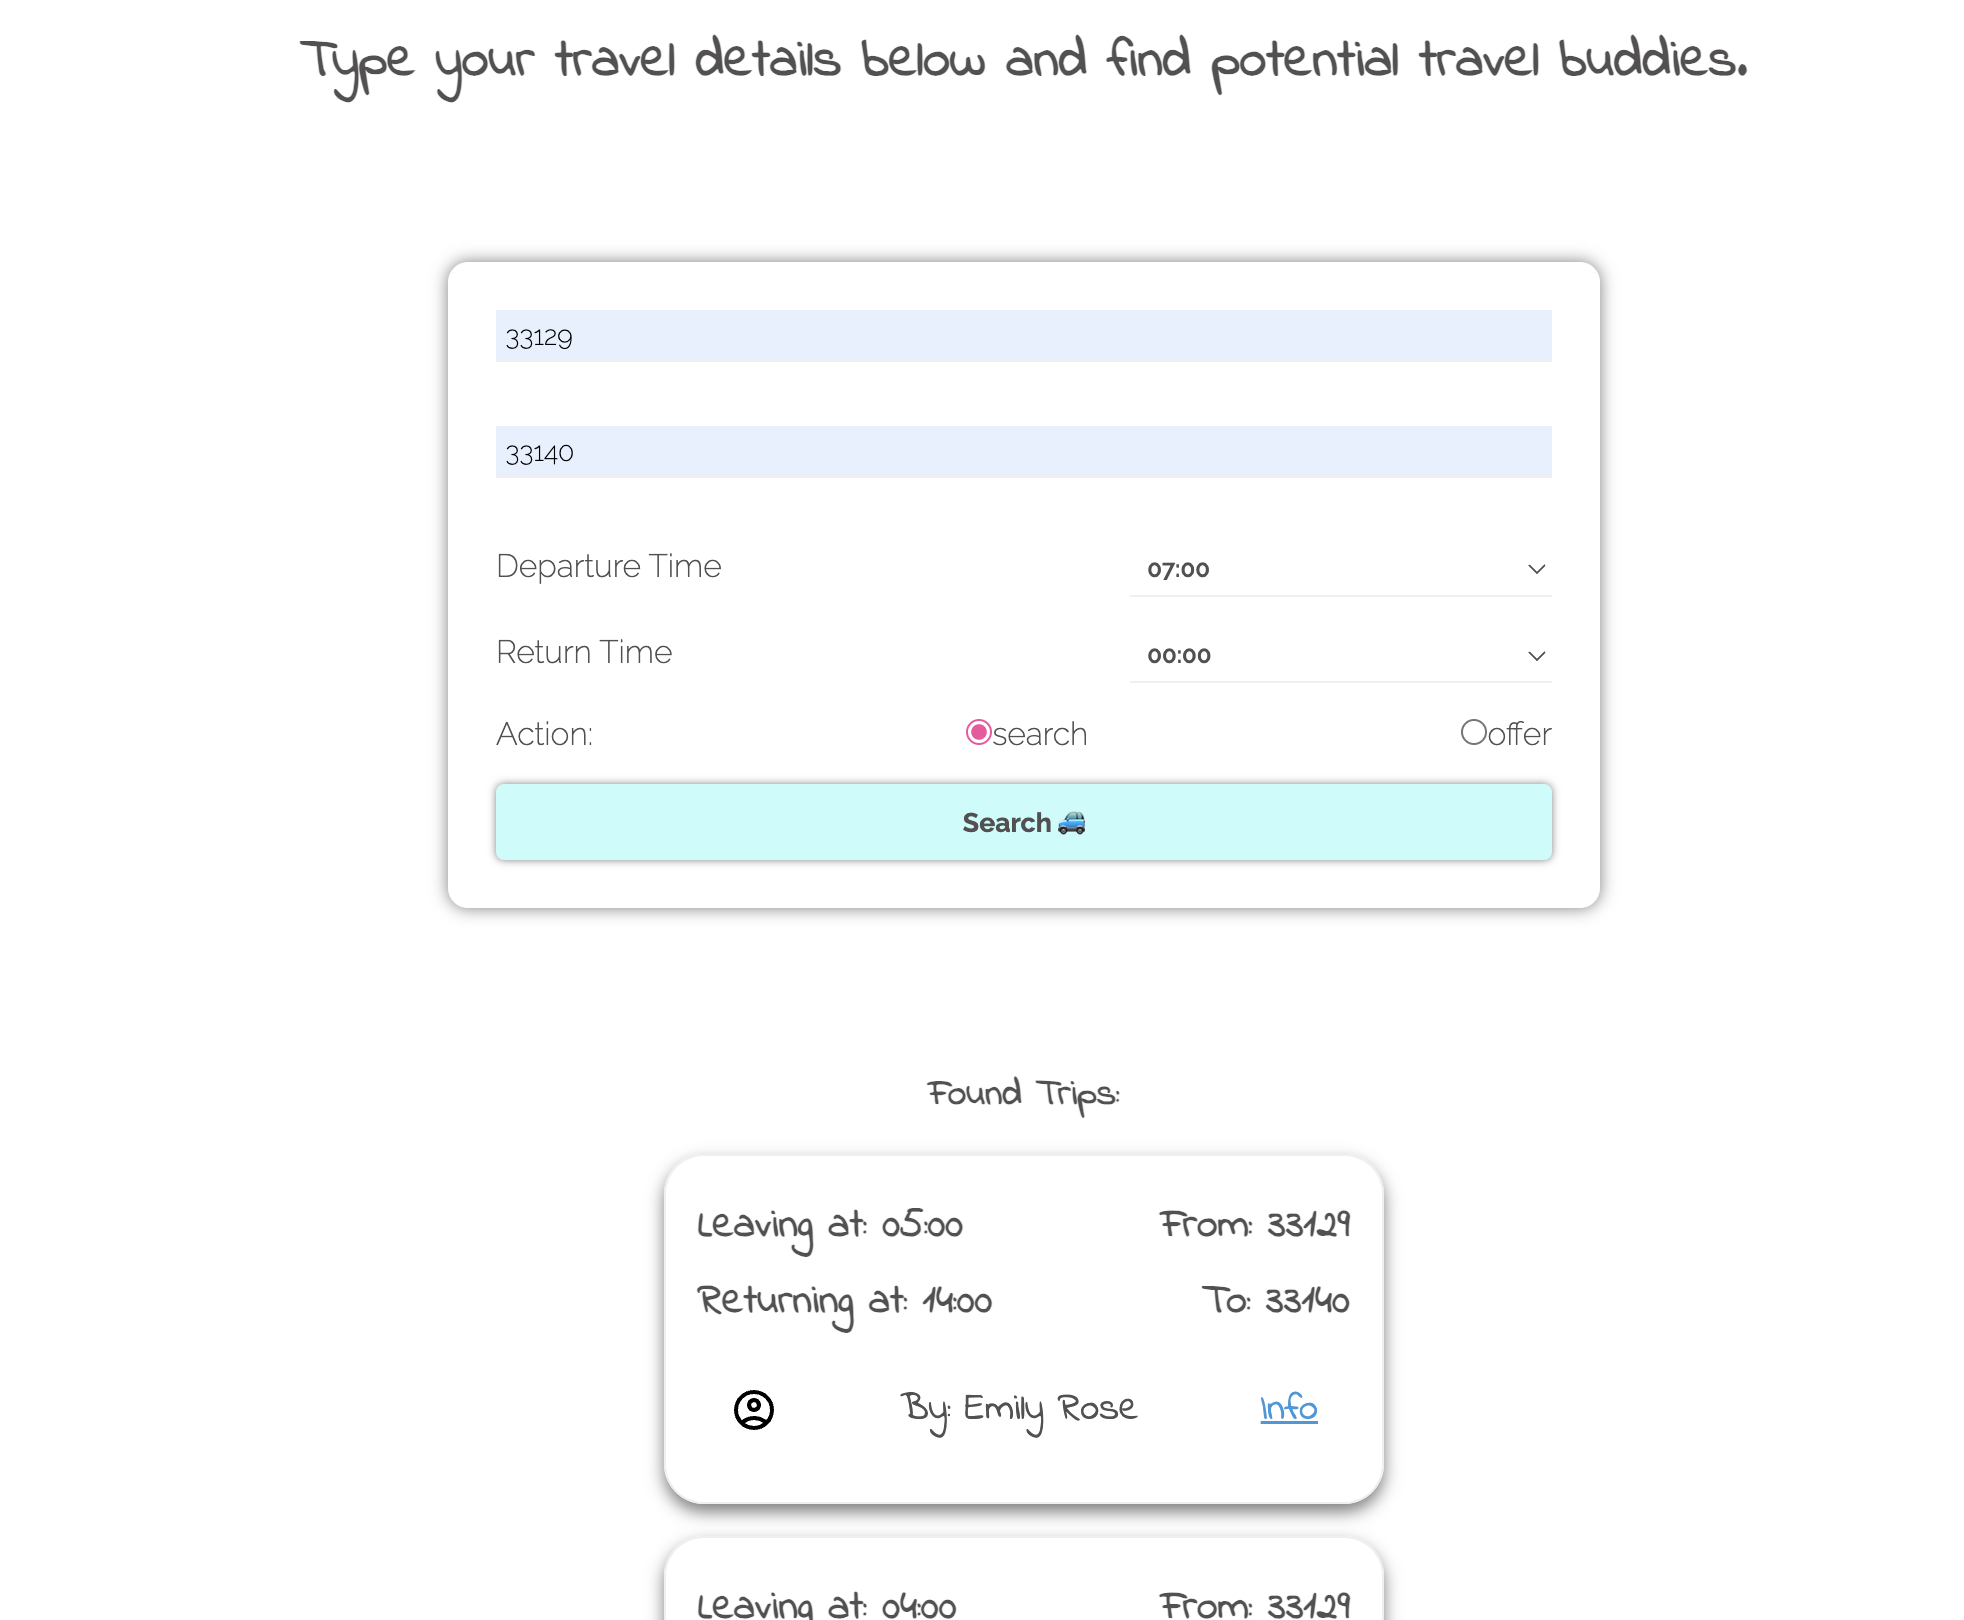 Type your travel details below and find potential travel buddies.
33129
33140
Departure Time 07:00
Return Time 00:00
Action: search offer
Search
Found Trips:
Leaving at: 05:00 From: 33129
Returning at: 14:00 To: 33140
By: Emily Rose Info
Leaving at: 04:00 From: 33129